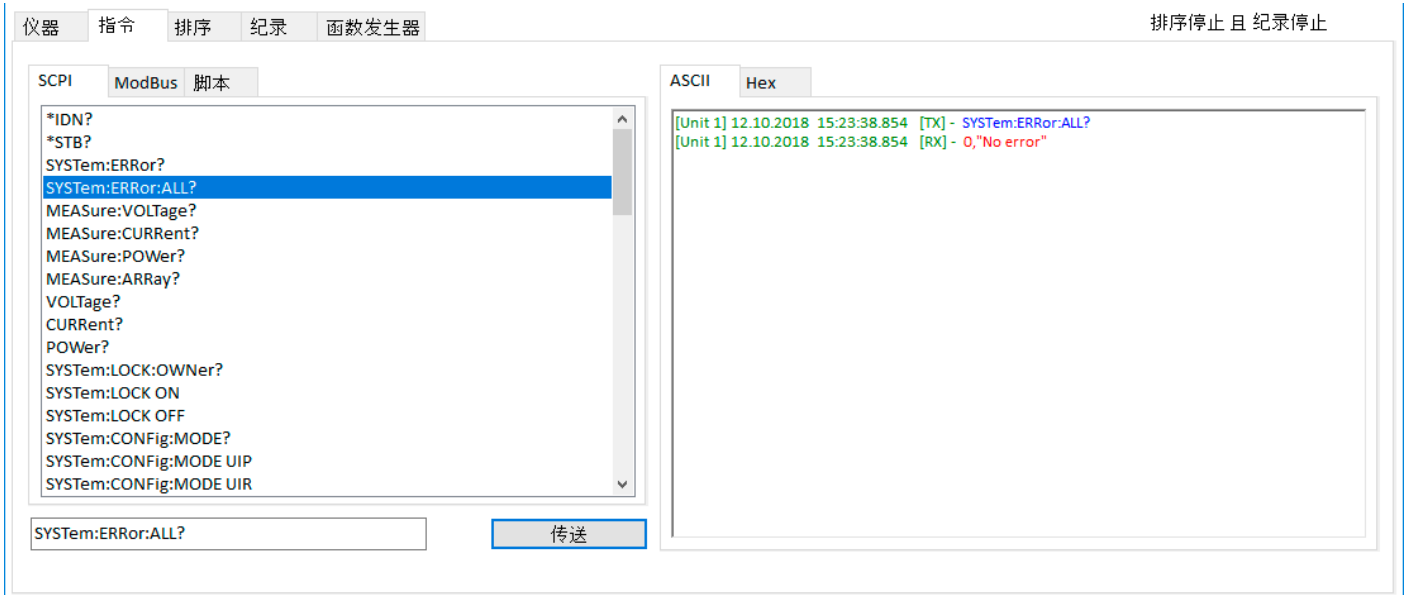 仪器 指令 排序 纪录 函数发生器 排序停止 且 纪录停止
SCPI ModBus 脚本
*IDN?
*STB?
SYSTem:ERRor?
SYSTem:ERRor:ALL?
MEASure:VOLTage?
MEASure:CURRent?
MEASure:POWer?
MEASure:ARRay?
VOLTage?
CURRent?
POWer?
SYSTem:LOCK:OWNer?
SYSTem:LOCK ON
SYSTem:LOCK OFF
SYSTem:CONFig:MODE?
SYSTem:CONFig:MODE UIP
SYSTem:CONFig:MODE UIR
SYSTem:ERRor:ALL? 传送
ASCII Hex
[Unit 1] 12.10.2018 15:23:38.854 [TX] - SYSTem:ERRor:ALL?
[Unit 1] 12.10.2018 15:23:38.854 [RX] - 0,"No error"